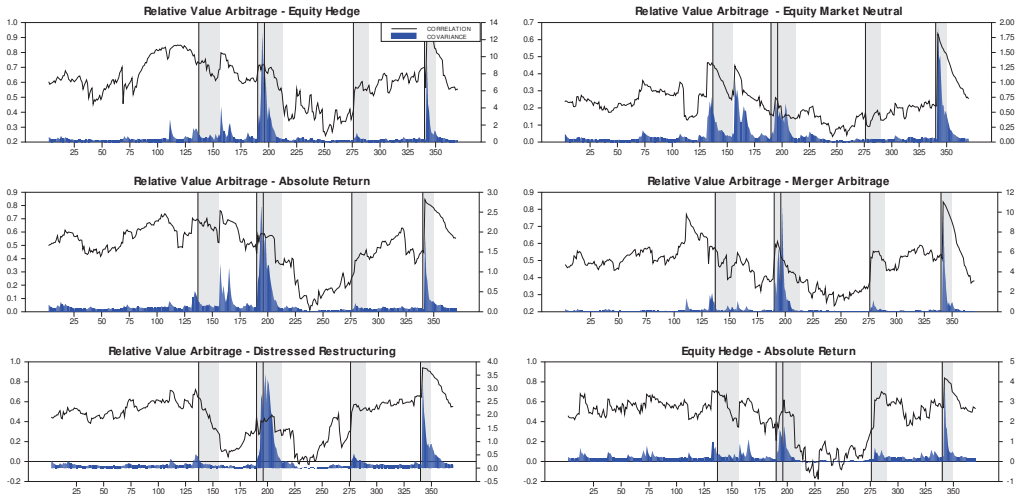 Relative Value Arbitrage - Equity Hedge
CORRELATION
COVARIANCE
1.0 0.9 0.8 0.7 0.6 0.5 0.4 0.3 0.2
14 12 10 8 6 4 2 0
25 50 75 100 125 150 175 200 225 250 275 300 325 350
Relative Value Arbitrage - Equity Market Neutral
0.7 0.6 0.5 0.4 0.3 0.2 0.1 0.0
2.00 1.75 1.50 1.25 1.00 0.75 0.50 0.25 0.00
25 50 75 100 125 150 175 200 225 250 275 300 325 350
Relative Value Arbitrage - Absolute Return
0.9 0.8 0.7 0.6 0.5 0.4 0.3 0.2 0.1 0.0
3.0 2.5 2.0 1.5 1.0 0.5 0.0
25 50 75 100 125 150 175 200 225 250 275 300 325 350
Relative Value Arbitrage - Merger Arbitrage
0.9 0.8 0.7 0.6 0.5 0.4 0.3 0.2
12 10 8 6 4 2 0
25 50 75 100 125 150 175 200 225 250 275 300 325 350
Relative Value Arbitrage - Distressed Restructuring
1.0 0.8 0.6 0.4 0.2 0.0 -0.2
4.0 3.5 3.0 2.5 2.0 1.5 1.0 0.5 0.0 -0.5
25 50 75 100 125 150 175 200 225 250 275 300 325 350
Equity Hedge - Absolute Return
1.0 0.8 0.6 0.4 0.2 0.0 -0.2
5 4 3 2 1 0 -1
25 50 75 100 125 150 175 200 225 250 275 300 325 350